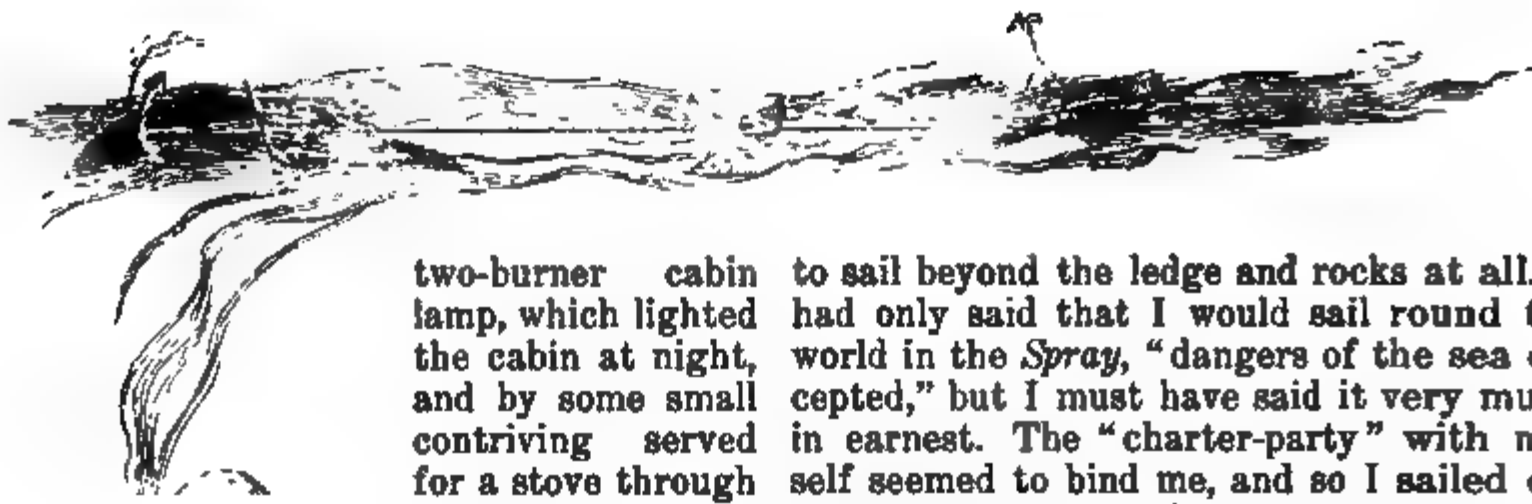 two-burner cabin
lamp, which lighted
the cabin at night,
and by some small
contriving served
for a stove through
to sail beyond the ledge and rocks at all.
had only said that I would sail round
world in the Spray, “dangers of the sea
cepted,” but I must have said it very
in earnest. The “charter-party” with
self seemed to bind me, and so I sailed